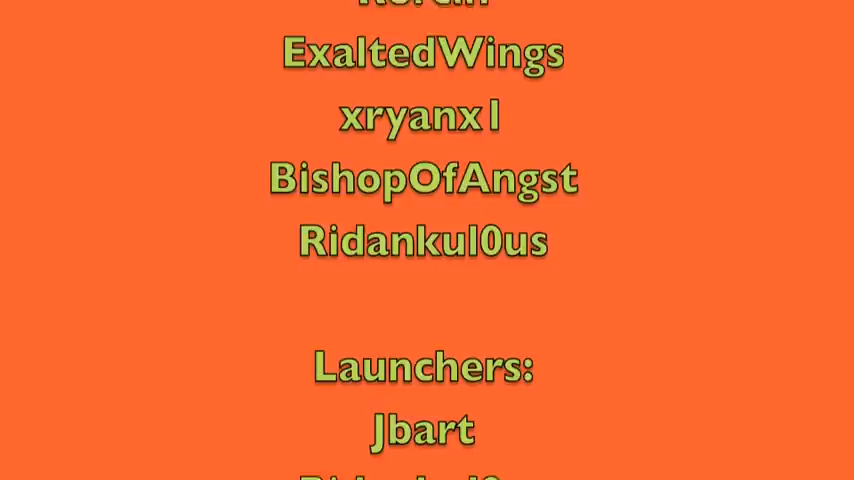 ExaltedWings
xryanx1
BishopOfAngst
Ridankul0us
Launchers:
Jbart